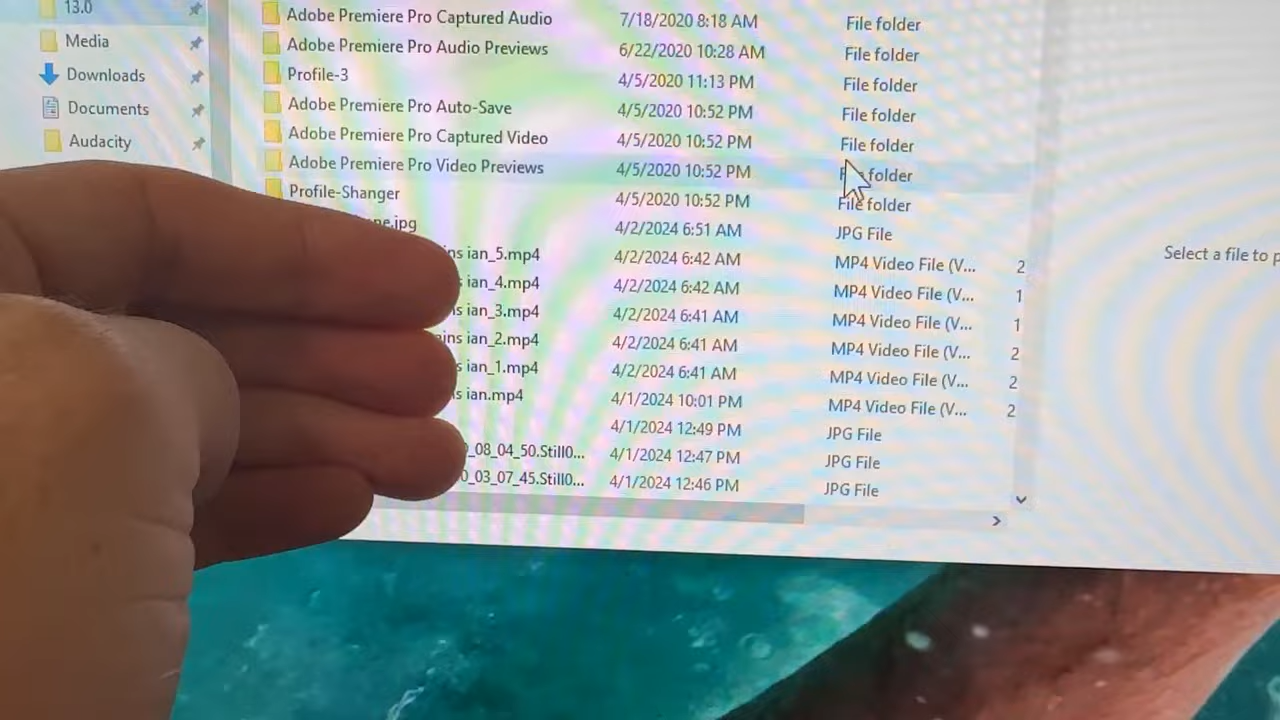 13.0
Media
Downloads
Documents
Audacity
Adobe Premiere Pro Captured Audio 7/18/2020 8:18 AM File folder
Adobe Premiere Pro Audio Previews 6/22/2020 10:28 AM File folder
Profile-3 4/5/2020 11:13 PM File folder
Adobe Premiere Pro Auto-Save 4/5/2020 10:52 PM File folder
Adobe Premiere Pro Captured Video 4/5/2020 10:52 PM File folder
Adobe Premiere Pro Video Previews 4/5/2020 10:52 PM folder
Profile-Shanger 4/5/2020 10:52 PM File folder
ne.jpg 4/2/2024 6:51 AM JPG File
ns ian_5.mp4 4/2/2024 6:42 AM MP4 Video File (V... 2
ian_4.mp4 4/2/2024 6:42 AM MP4 Video File (V... 1
ns ian_3.mp4 4/2/2024 6:41 AM MP4 Video File (V... 1
ins ian_2.mp4 4/2/2024 6:41 AM MP4 Video File (V... 2
ns ian_1.mp4 4/2/2024 6:41 AM MP4 Video File (V... 2
s ian.mp4 4/1/2024 10:01 PM MP4 Video File (V... 2
4/1/2024 12:49 PM JPG File
_08_04_50.Still0... 4/1/2024 12:47 PM JPG File
0_03_07_45.Still0... 4/1/2024 12:46 PM JPG File
Select a file to p